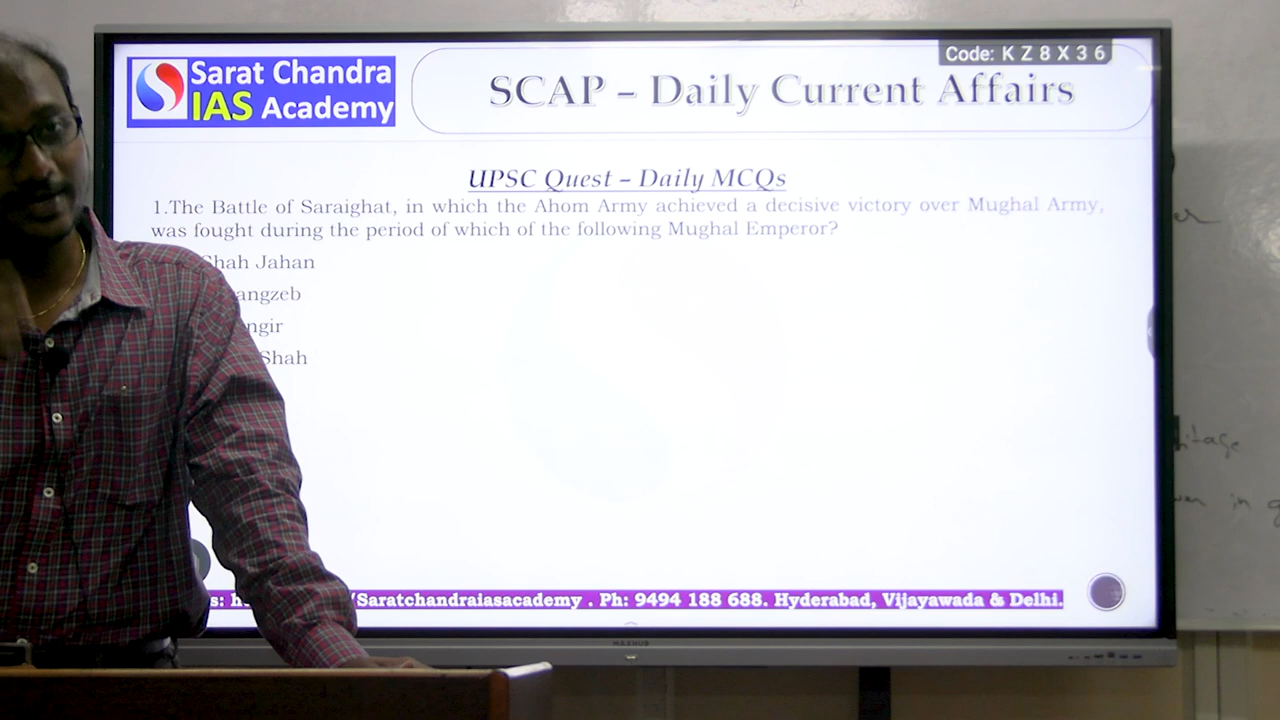 Code: K Z 8 X 3 6
Sarat Chandra
IAS Academy
SCAP – Daily Current Affairs
UPSC Quest – Daily MCQs
1.The Battle of Saraighat, in which the Ahom Army achieved a decisive victory over Mughal Army,
was fought during the period of which of the following Mughal Emperor?
Shah Jahan
angzeb
ngir
Shah
/Saratchandraiasacademy . Ph: 9494 188 688. Hyderabad, Vijayawada & Delhi.
MAXHUB
in